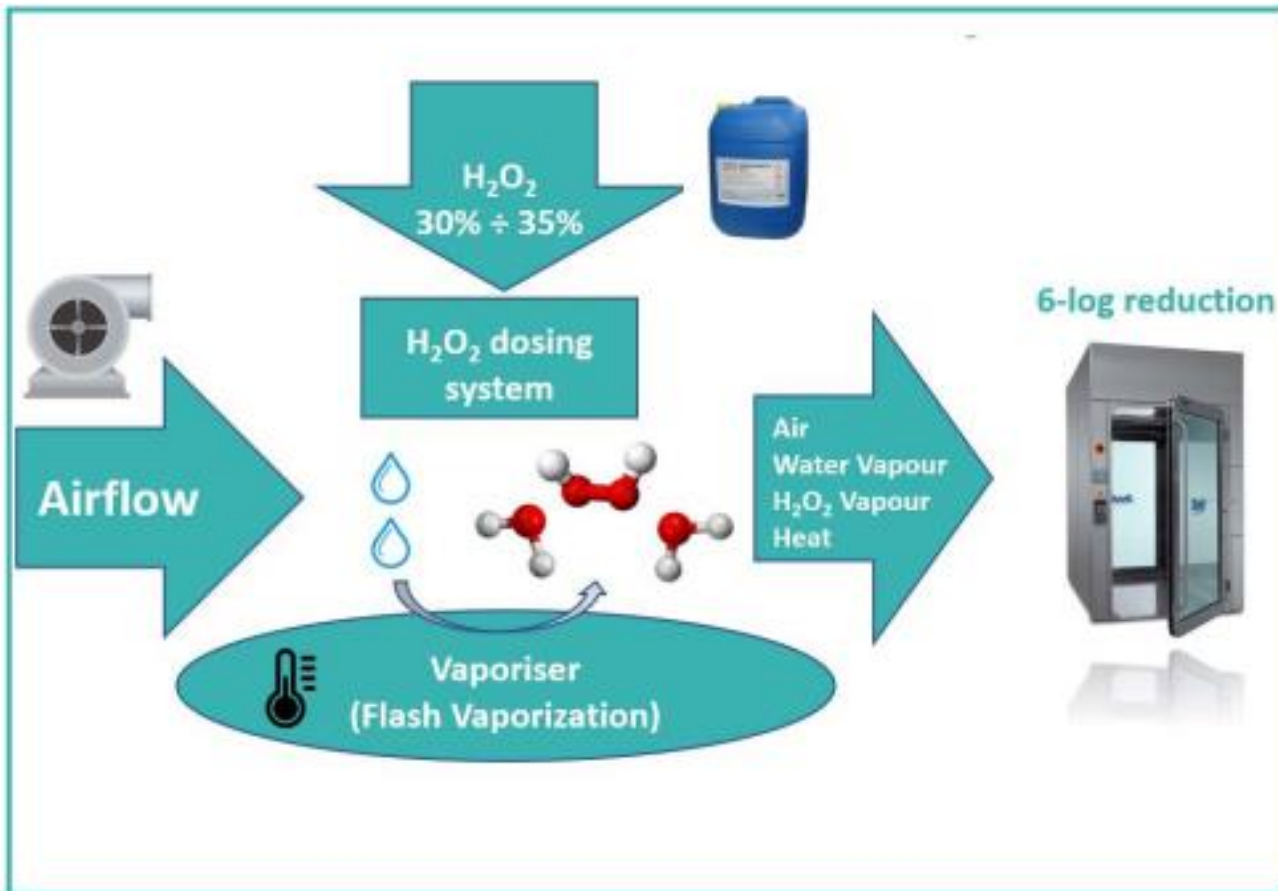 H₂O₂
30% ÷ 35%
H₂O₂ dosing
system
6-log reduction
Airflow
Air
Water Vapour
H₂O₂ Vapour
Heat
Vaporiser
(Flash Vaporization)